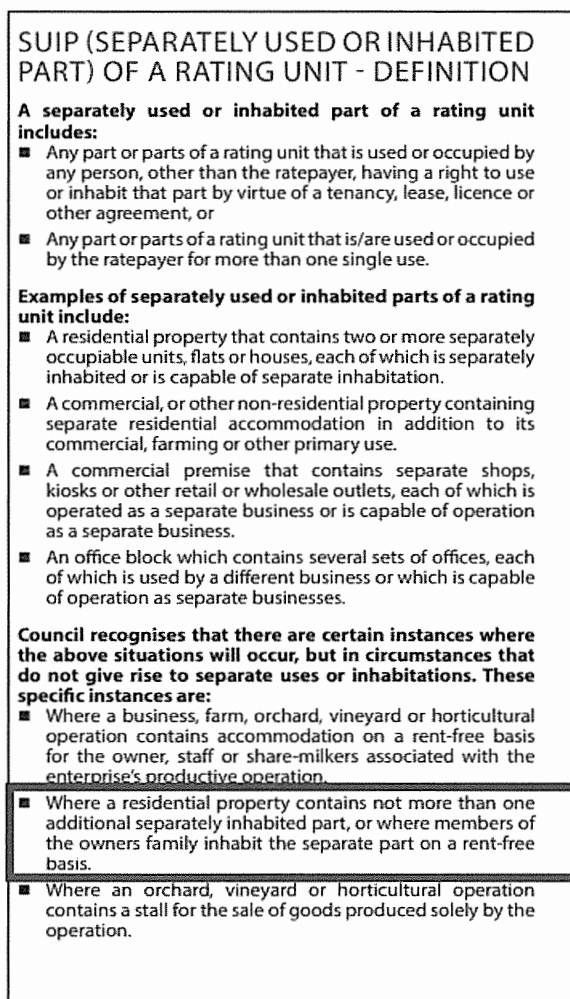 SUIP (SEPARATELY USED OR INHABITED
PART) OF A RATING UNIT - DEFINITION
A separately used or inhabited part of a rating unit
includes:
■ Any part or parts of a rating unit that is used or occupied by
any person, other than the ratepayer, having a right to use
or inhabit that part by virtue of a tenancy, lease, licence or
other agreement, or
■ Any part or parts of a rating unit that is/are used or occupied
by the ratepayer for more than one single use.
Examples of separately used or inhabited parts of a rating
unit include:
■ A residential property that contains two or more separately
occupiable units, flats or houses, each of which is separately
inhabited or is capable of separate inhabitation.
■ A commercial, or other non-residential property containing
separate residential accommodation in addition to its
commercial, farming or other primary use.
■ A commercial premise that contains separate shops,
kiosks or other retail or wholesale outlets, each of which is
operated as a separate business or is capable of operation
as a separate business.
■ An office block which contains several sets of offices, each
of which is used by a different business or which is capable
of operation as separate businesses.
Council recognises that there are certain instances where
the above situations will occur, but in circumstances that
do not give rise to separate uses or inhabitations. These
specific instances are:
■ Where a business, farm, orchard, vineyard or horticultural
operation contains accommodation on a rent-free basis
for the owner, staff or share-milkers associated with the
enterprise's productive operation.
■ Where a residential property contains not more than one
additional separately inhabited part, or where members of
the owners family inhabit the separate part on a rent-free
basis.
■ Where an orchard, vineyard or horticultural operation
contains a stall for the sale of goods produced solely by the
operation.